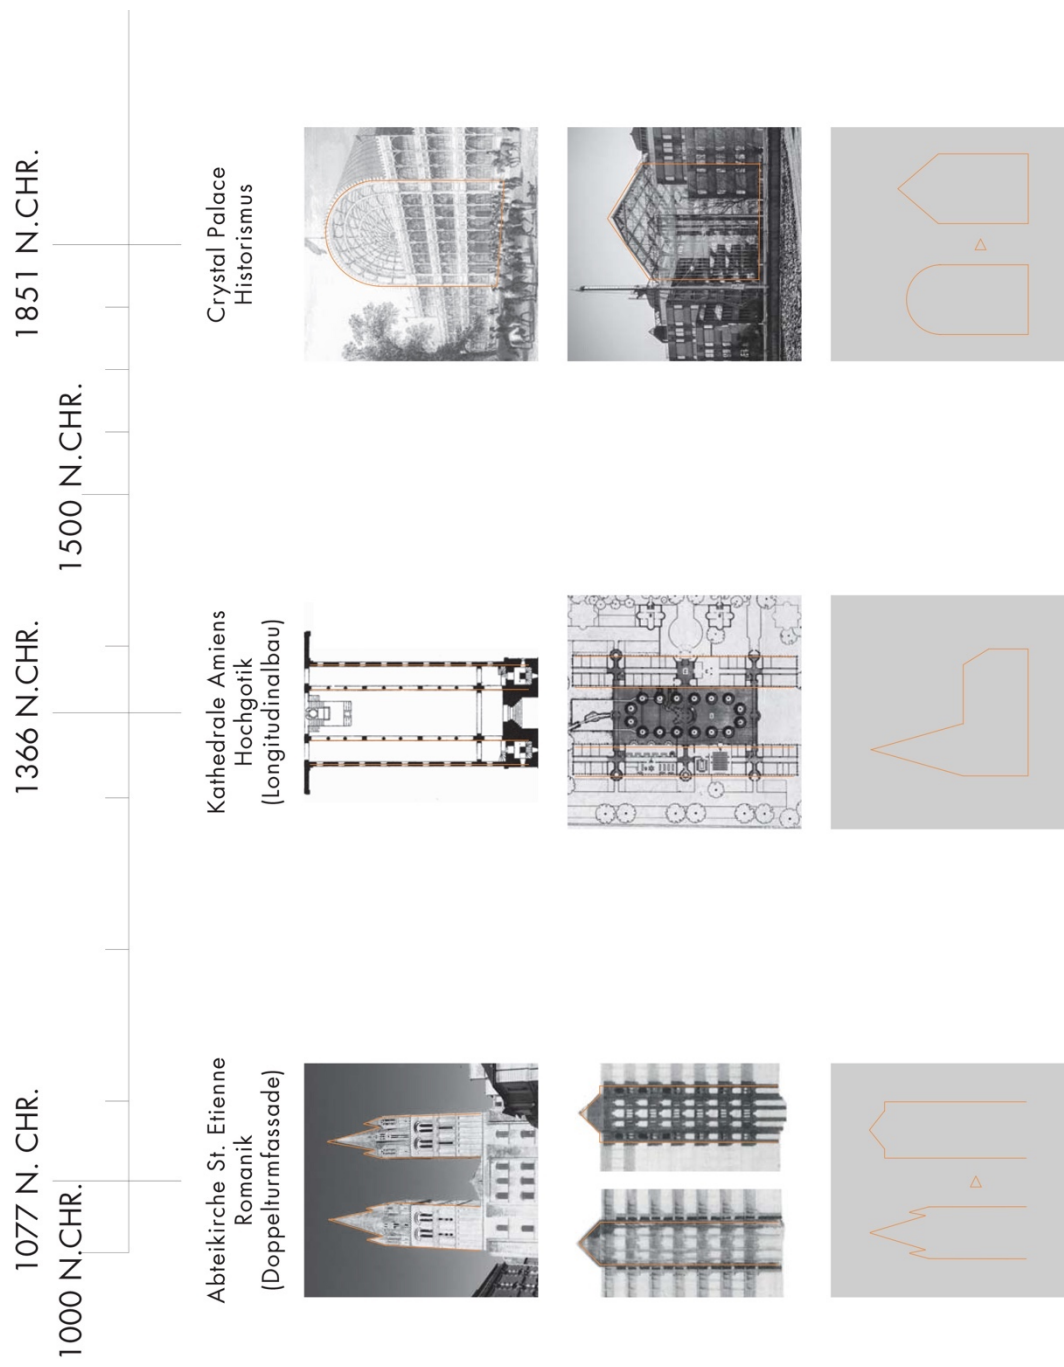 1000 N.CHR.
1077 N. CHR.
1366 N.CHR.
1500 N.CHR.
1851 N.CHR.
Abteikirche St. Etienne
Romanik
(Doppelturmfassade)
Kathedrale Amiens
Hochgotik
(Longitudinalbau)
Crystal Palace
Historismus